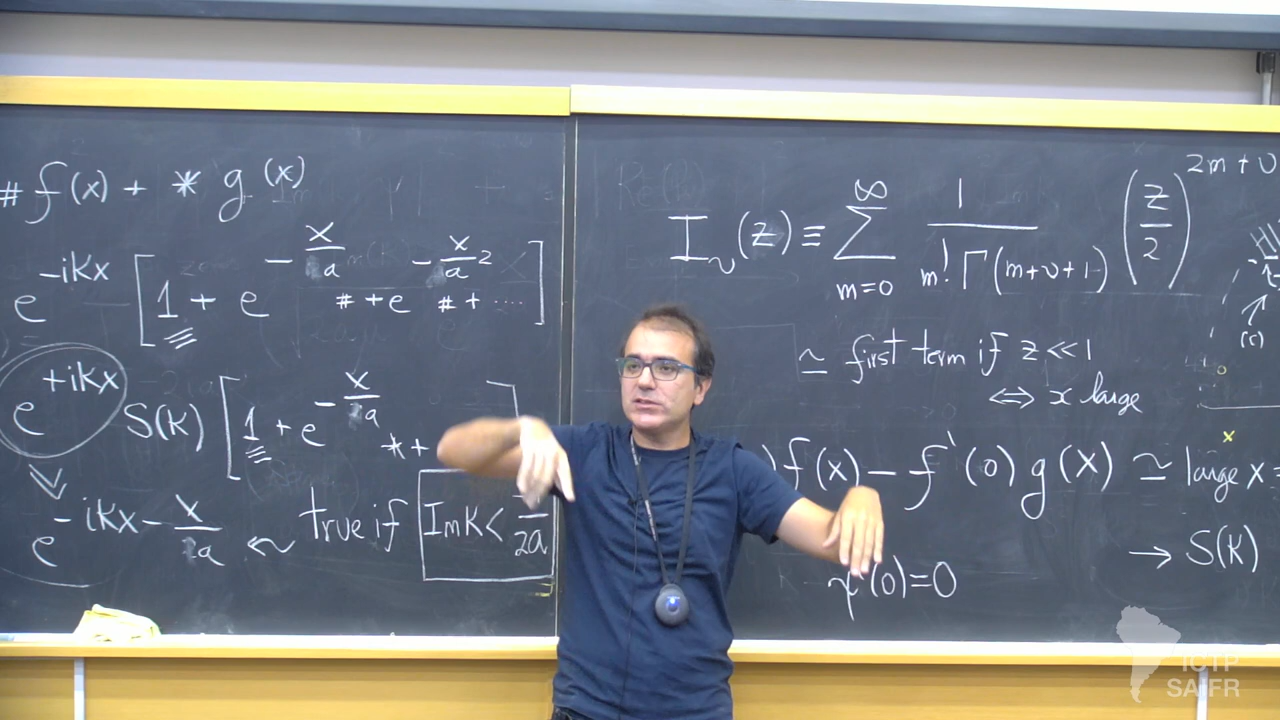 # f(x) + * g(x)
e^{-iKx} [ 1 + e^{-x/a} # + e^{-x/a 2} # + ..... ]
e^{+iKx} S(K) [ 1 + e^{-x/a} * +
e^{-iKx - x/2a} ← true if Im K < 1/2a
I_ν(z) ≡ ∑_{m=0}^{∞} 1/(m! Γ(m+ν+1)) (z/2)^{2m+ν}
≃ first term if z << 1
⇔ x large
) f(x) - f'(0) g(x) ≃ large x =
→ S(K)
ψ(0)=0
(c)
ICTP
SAIFR